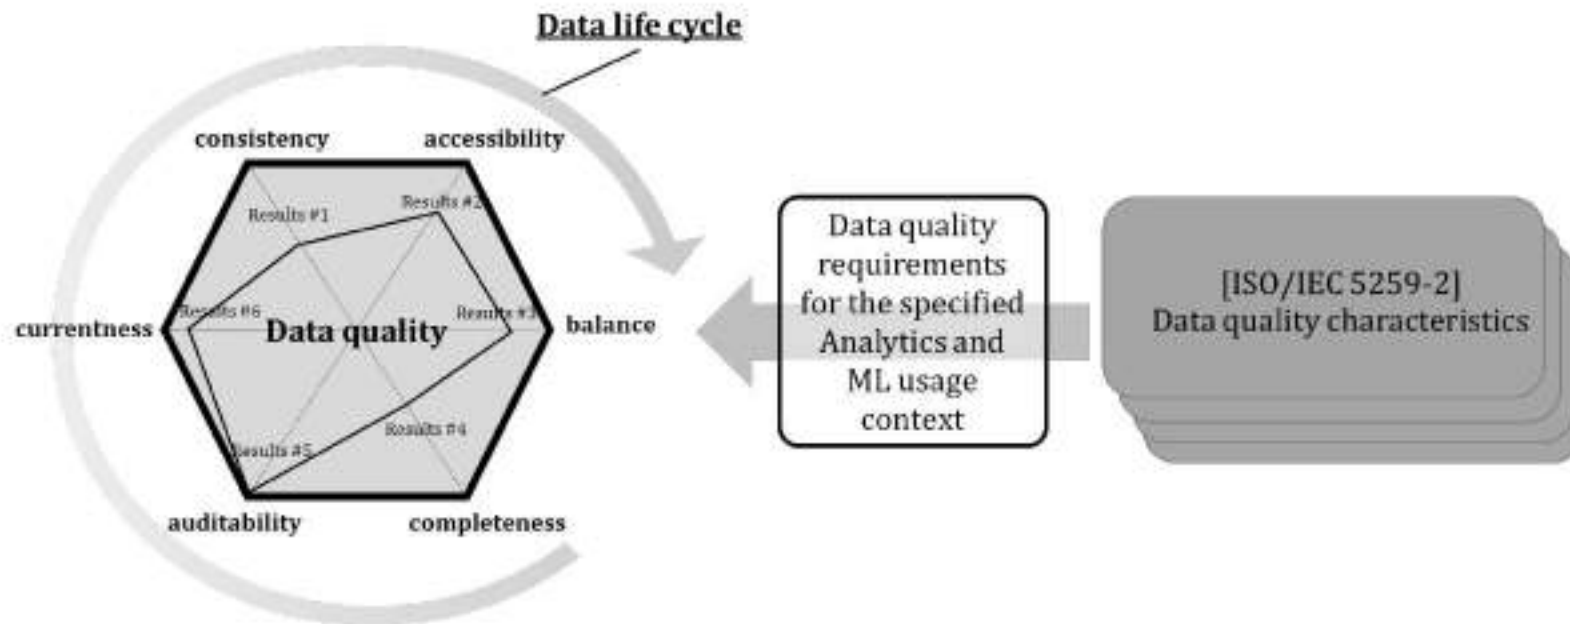 Data life cycle
consistency
accessibility
Results #1
Results #2
Results #6
Data quality
Results #3
currentness
balance
Results #4
Results #5
auditability
completeness
Data quality
requirements
for the specified
Analytics and
ML usage
context
[ISO/IEC 5259-2]
Data quality characteristics